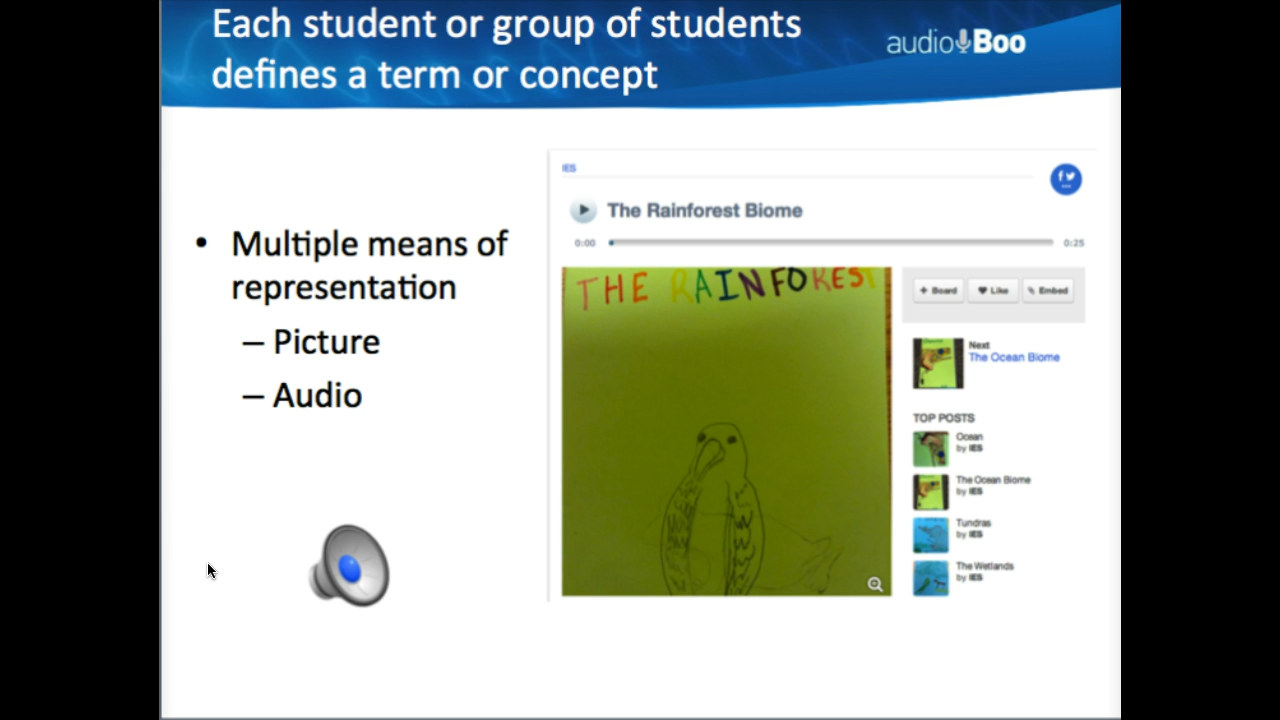 Each student or group of students
defines a term or concept
audioBoo
• Multiple means of
representation
– Picture
– Audio
IES
The Rainforest Biome
0:00
0:25
THE RAINFOREST
+ Board
Like
Embed
Next
The Ocean Biome
TOP POSTS
Ocean
by IES
The Ocean Biome
by IES
Tundras
by IES
The Wetlands
by IES